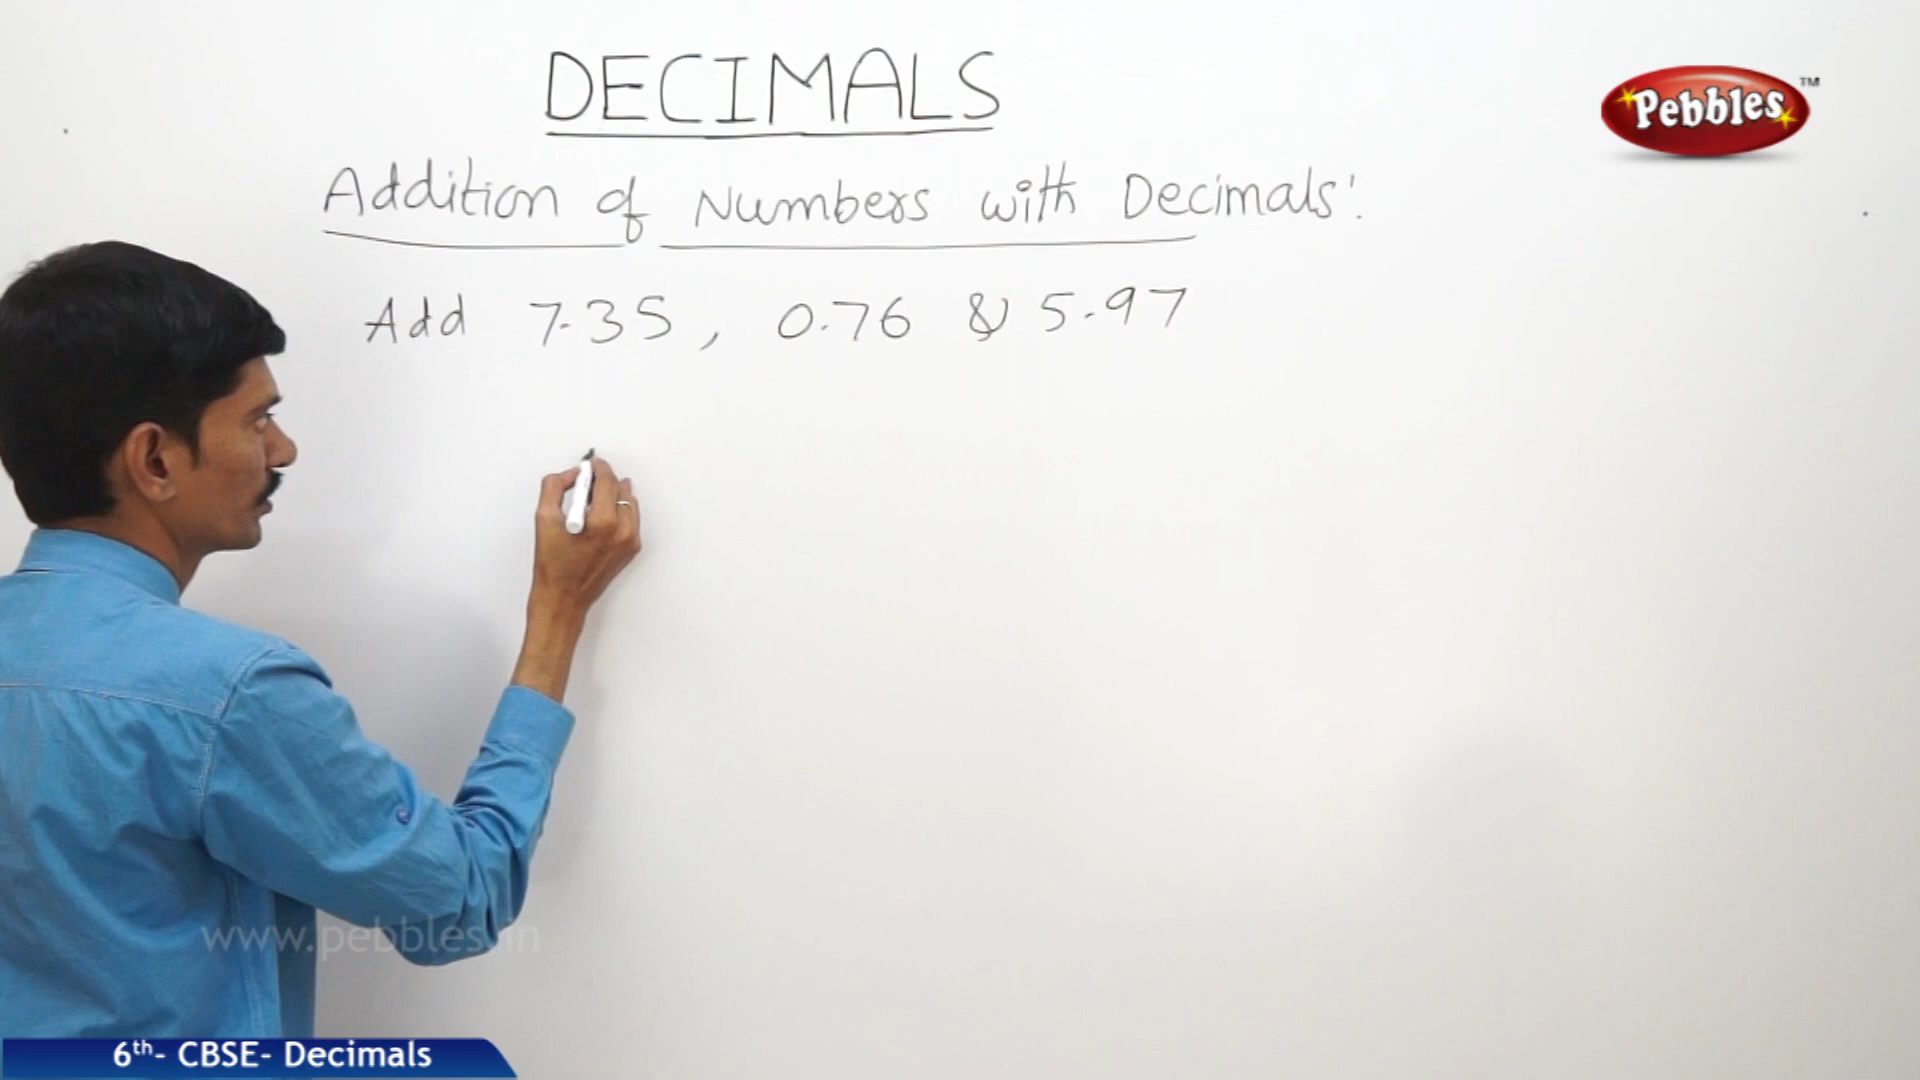 DECIMALS
Pebbles™
Addition of Numbers with Decimals:
Add 7.35, 0.76 & 5.97
www.pebbles.in
6th- CBSE- Decimals